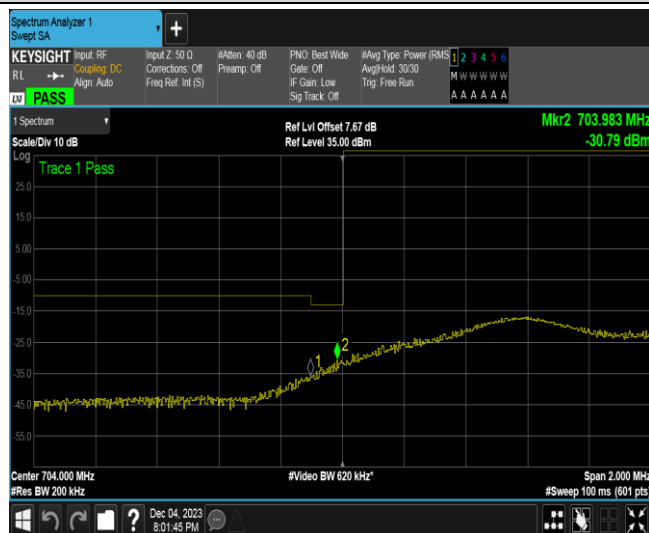 Spectrum Analyzer 1
Swept SA
KEYSIGHT
RL
LXI PASS
Input: RF
Coupling: DC
Align: Auto
Input Z: 50 Ω
Corrections: Off
Freq Ref: Int (S)
#Atten: 40 dB
Preamp: Off
PNO: Best Wide
Gate: Off
IF Gain: Low
Sig Track: Off
#Avg Type: Power (RMS
Avg|Hold: 30/30
Trig: Free Run
1 2 3 4 5 6
M W W W W W
A A A A A A
1 Spectrum
Scale/Div 10 dB
Ref Lvl Offset 7.67 dB
Ref Level 35.00 dBm
Mkr2 703.983 MHz
-30.79 dBm
Log
Trace 1 Pass
25.0
15.0
5.00
-5.00
-15.0
-25.0
-35.0
-45.0
-55.0
1
2
Center 704.000 MHz
#Res BW 200 kHz
#Video BW 620 kHz*
Span 2.000 MHz
#Sweep 100 ms (601 pts)
?
Dec 04, 2023
8:01:45 PM